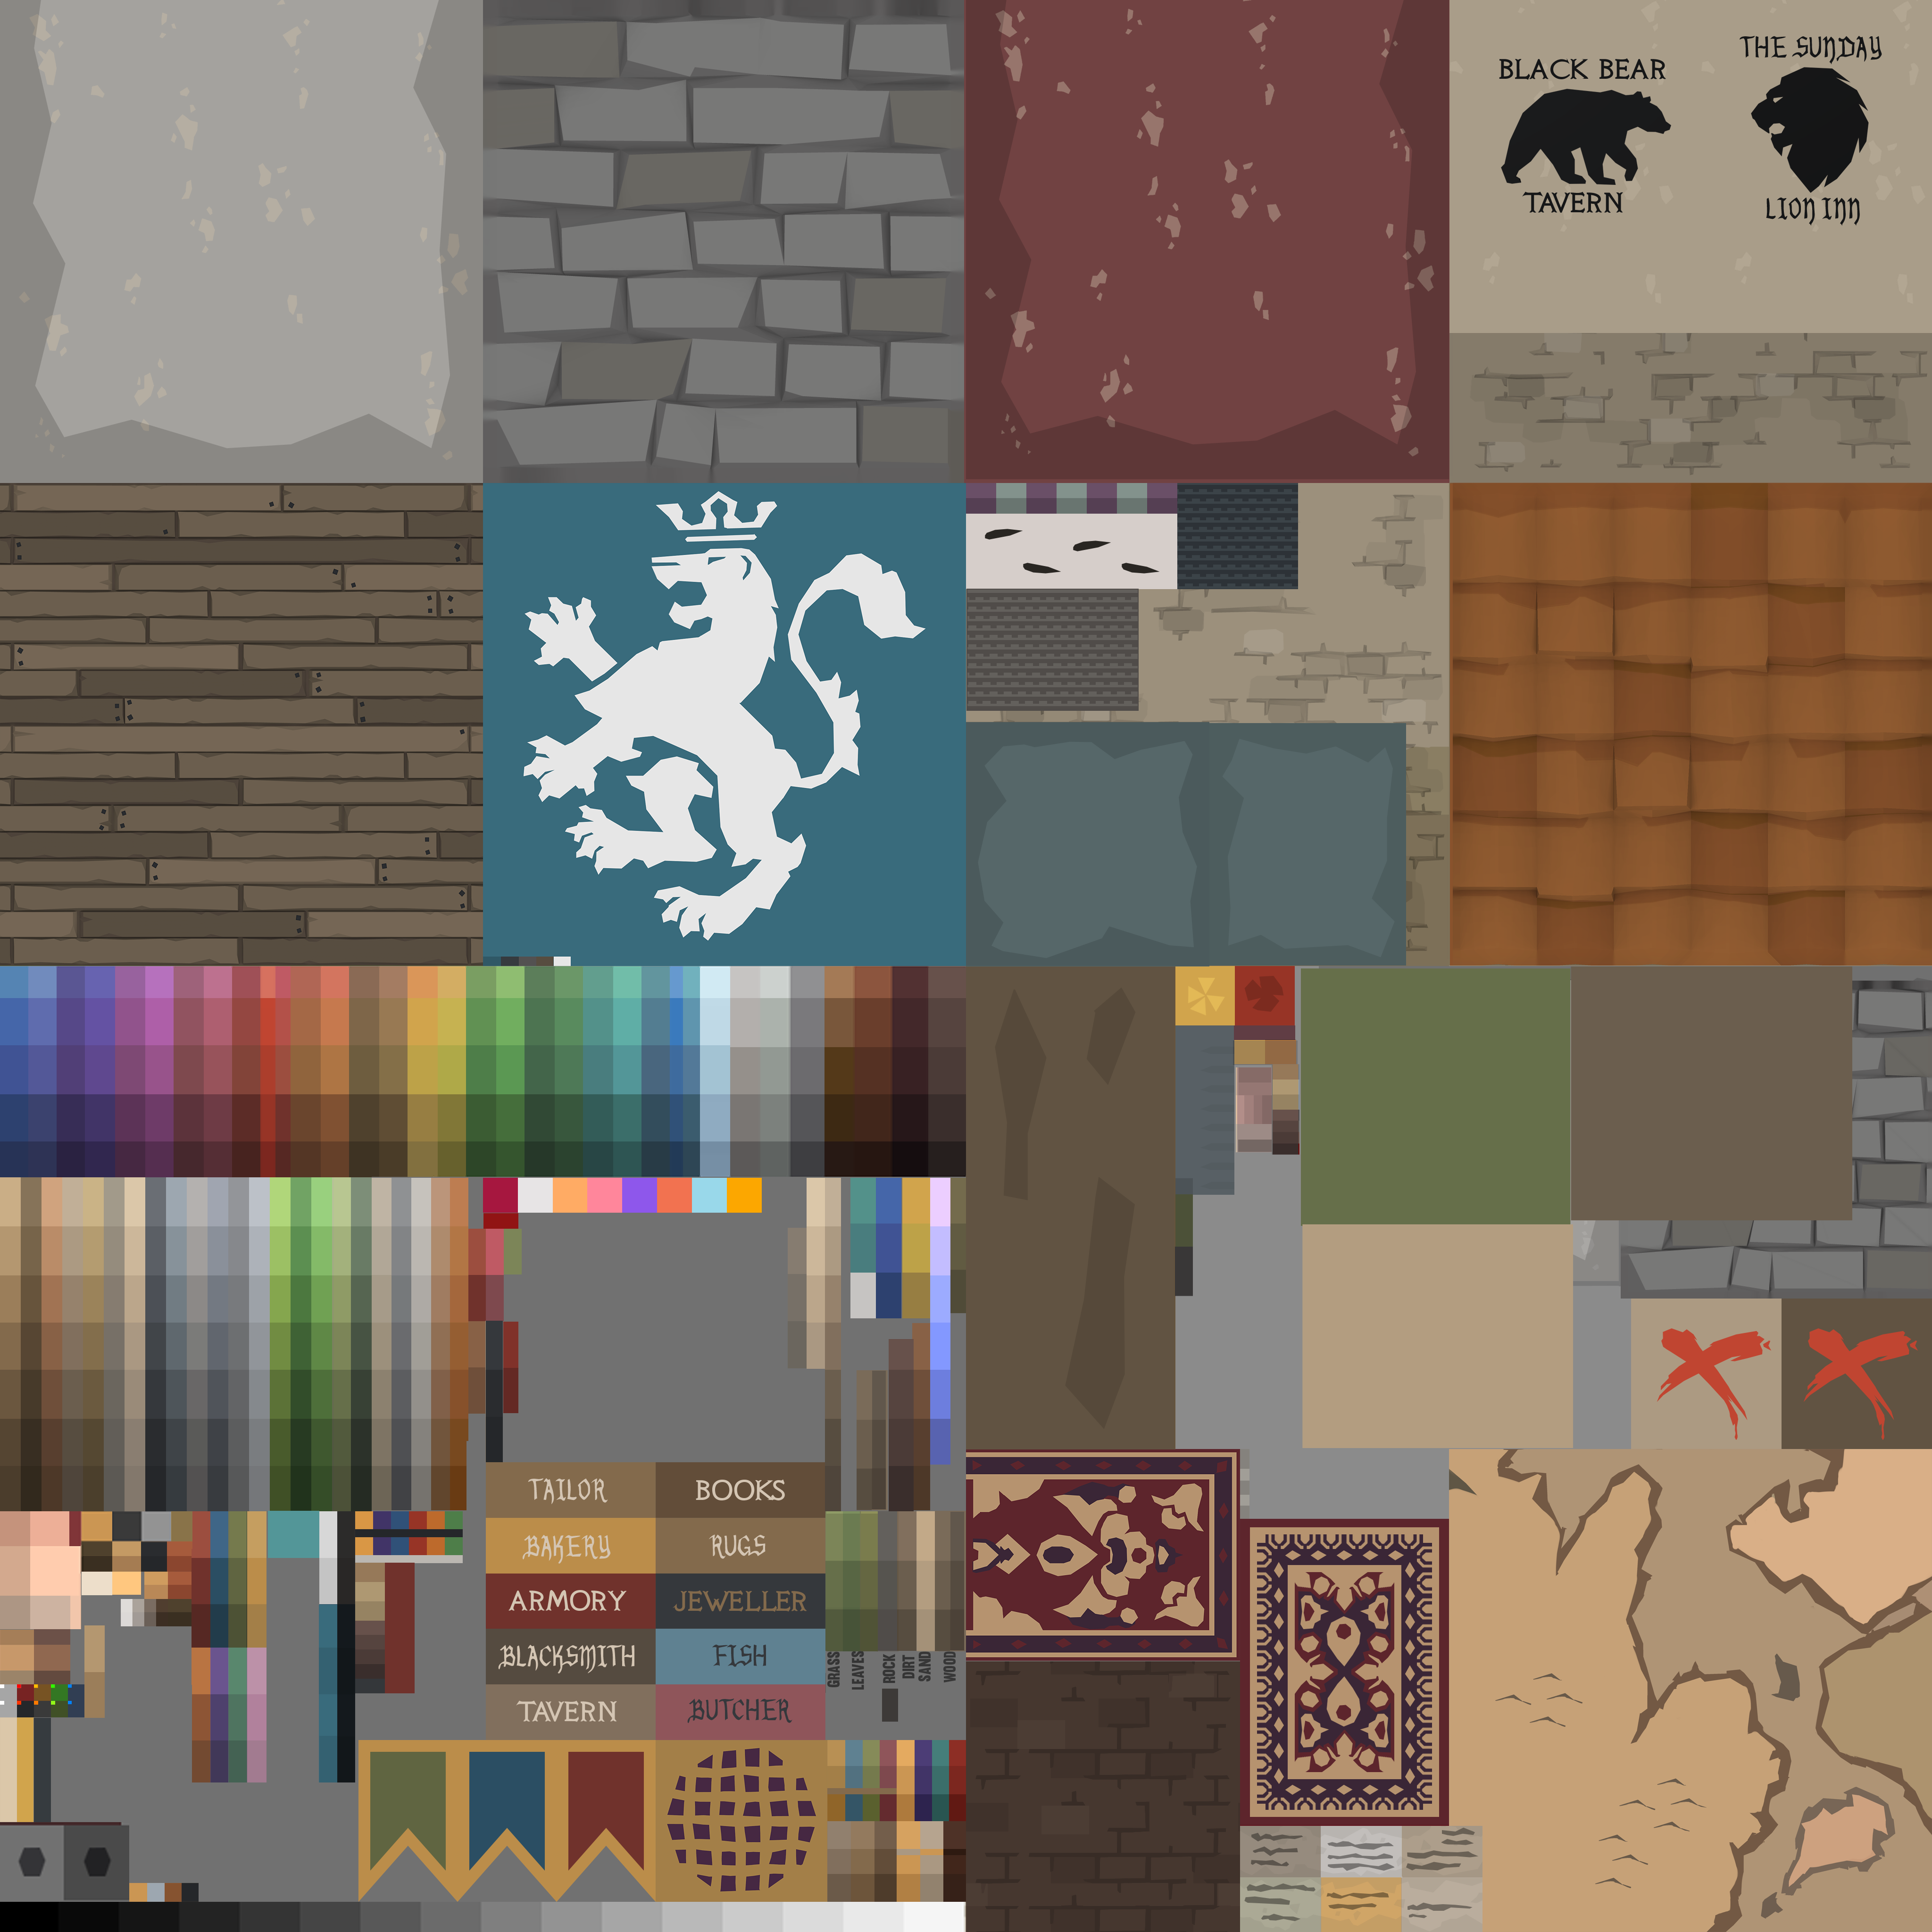 BLACK BEAR
TAVERN
THE SUNDAY
LION INN
TAILOR
BOOKS
BAKERY
RUGS
ARMORY
JEWELLER
BLACKSMITH
FISH
TAVERN
BUTCHER
GRASS
LEAVES
ROCK
DIRT
SAND
WOOD